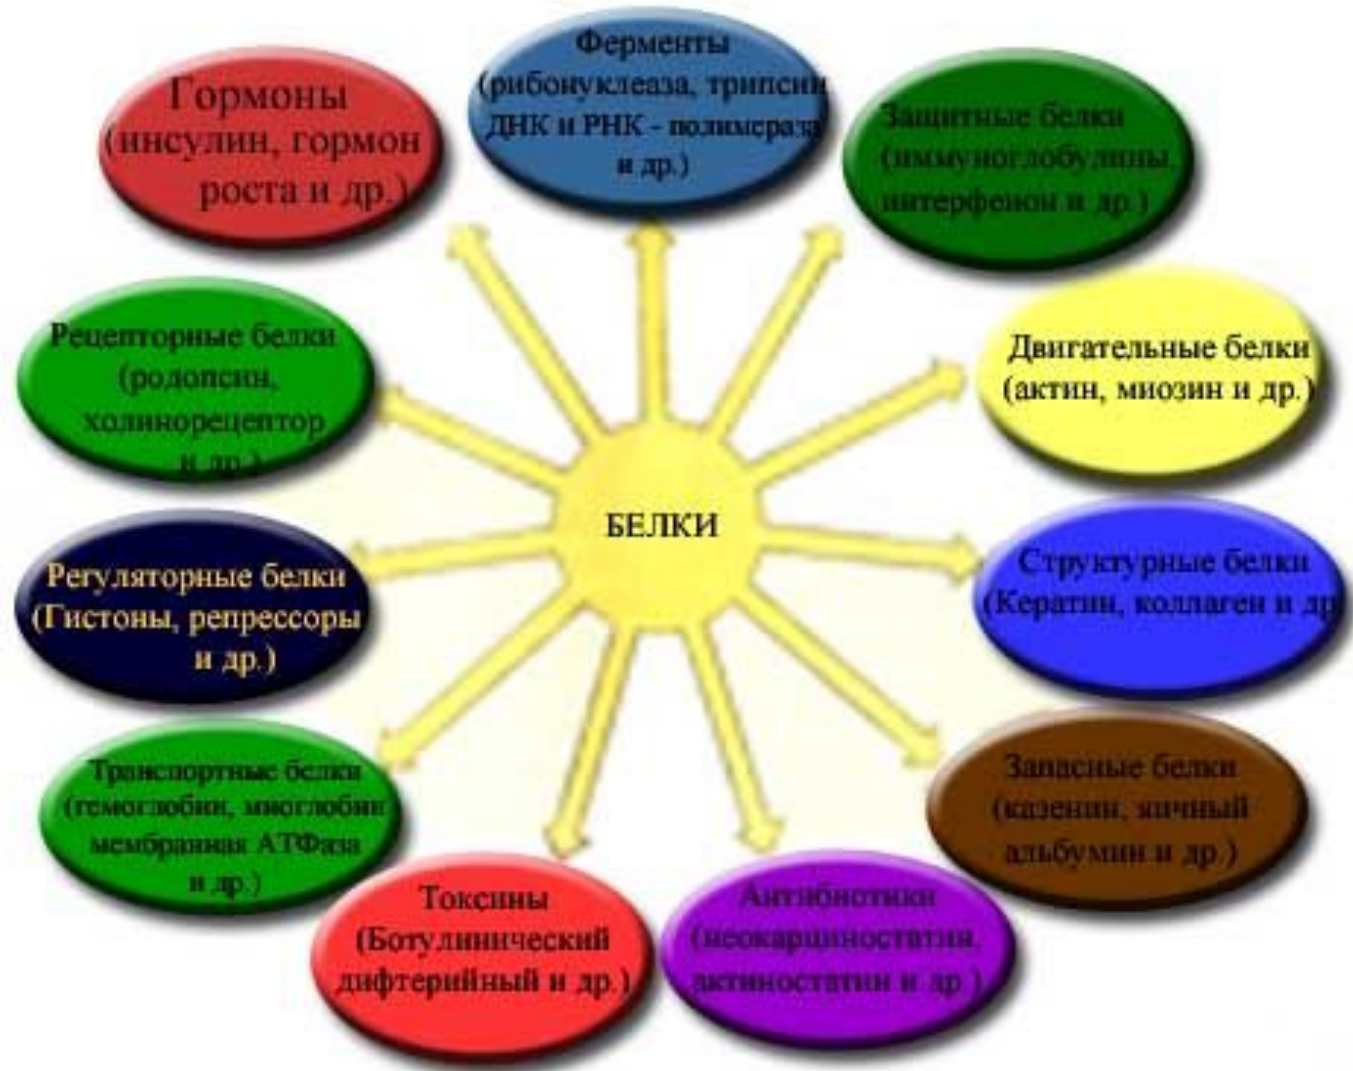 Ферменты
(рибонуклеаза, трипсин
ДНК и РНК - полимераза
и др.)
Гормоны
(инсулин, гормон
роста и др.)
Защитные белки
(иммуноглобулины,
интерфенон и др.)
Рецепторные белки
(родопсин,
холинорецептор
и др.)
Двигательные белки
(актин, миозин и др.)
БЕЛКИ
Регуляторные белки
(Гистоны, репрессоры
и др.)
Структурные белки
(Кератин, коллаген и др
Транспортные белки
(гемоглобин, миоглобин
мембранная АТФаза
и др.)
Запасные белки
(казеин, яичный
альбумин и др.)
Токсины
(Ботулинический
дифтерийный и др.)
Антибиотики
(неокарциностатин,
актиностатин и др.)